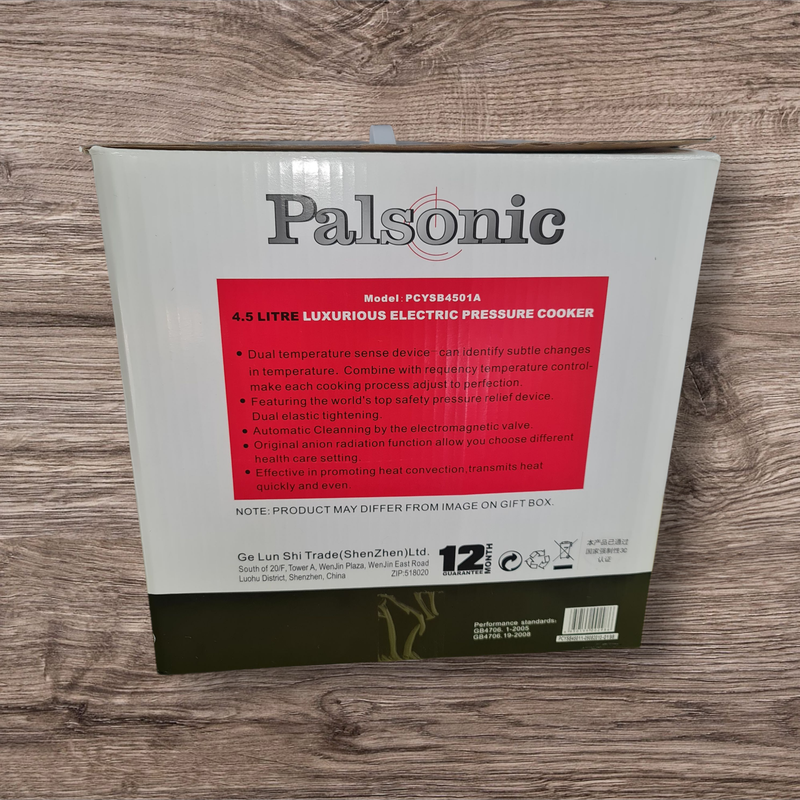 Palsonic
Model: PCYSB4501A
4.5 LITRE LUXURIOUS ELECTRIC PRESSURE COOKER
• Dual temperature sense device-can identify subtle changes
in temperature. Combine with requency temperature control-
make each cooking process adjust to perfection.
• Featuring the world's top safety pressure relief device.
Dual elastic tightening.
• Automatic Cleanning by the electromagnetic valve.
• Original anion radiation function allow you choose different
health care setting.
• Effective in promoting heat convection,transmits heat
quickly and even
NOTE: PRODUCT MAY DIFFER FROM IMAGE ON GIFT BOX.
Ge Lun Shi Trade(ShenZhen)Ltd.
South of 20/F, Tower A, WenJin Plaza, WenJin East Road
Luohu District, Shenzhen, China ZIP:518020
12 MONTH
GUARANTEE
本产品已通过
国家强制性
认证
Performance standards:
GB4706. 1-2005
GB4706. 19-2008